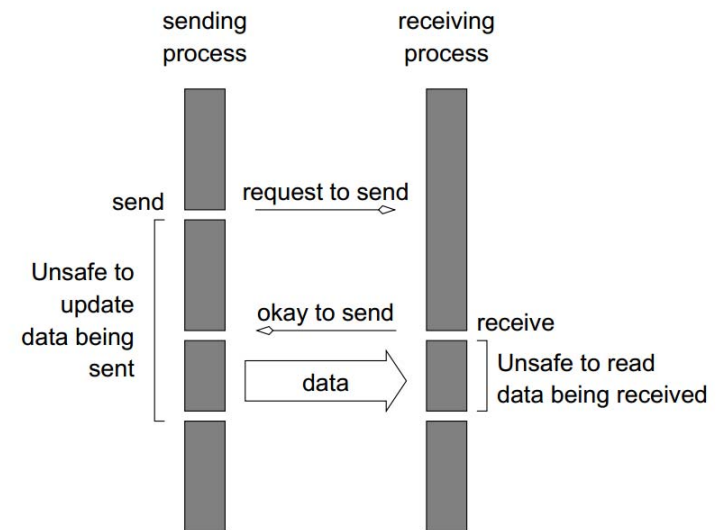 sending
process
receiving
process
send
request to send
Unsafe to
update
data being
sent
okay to send
receive
data
Unsafe to read
data being received